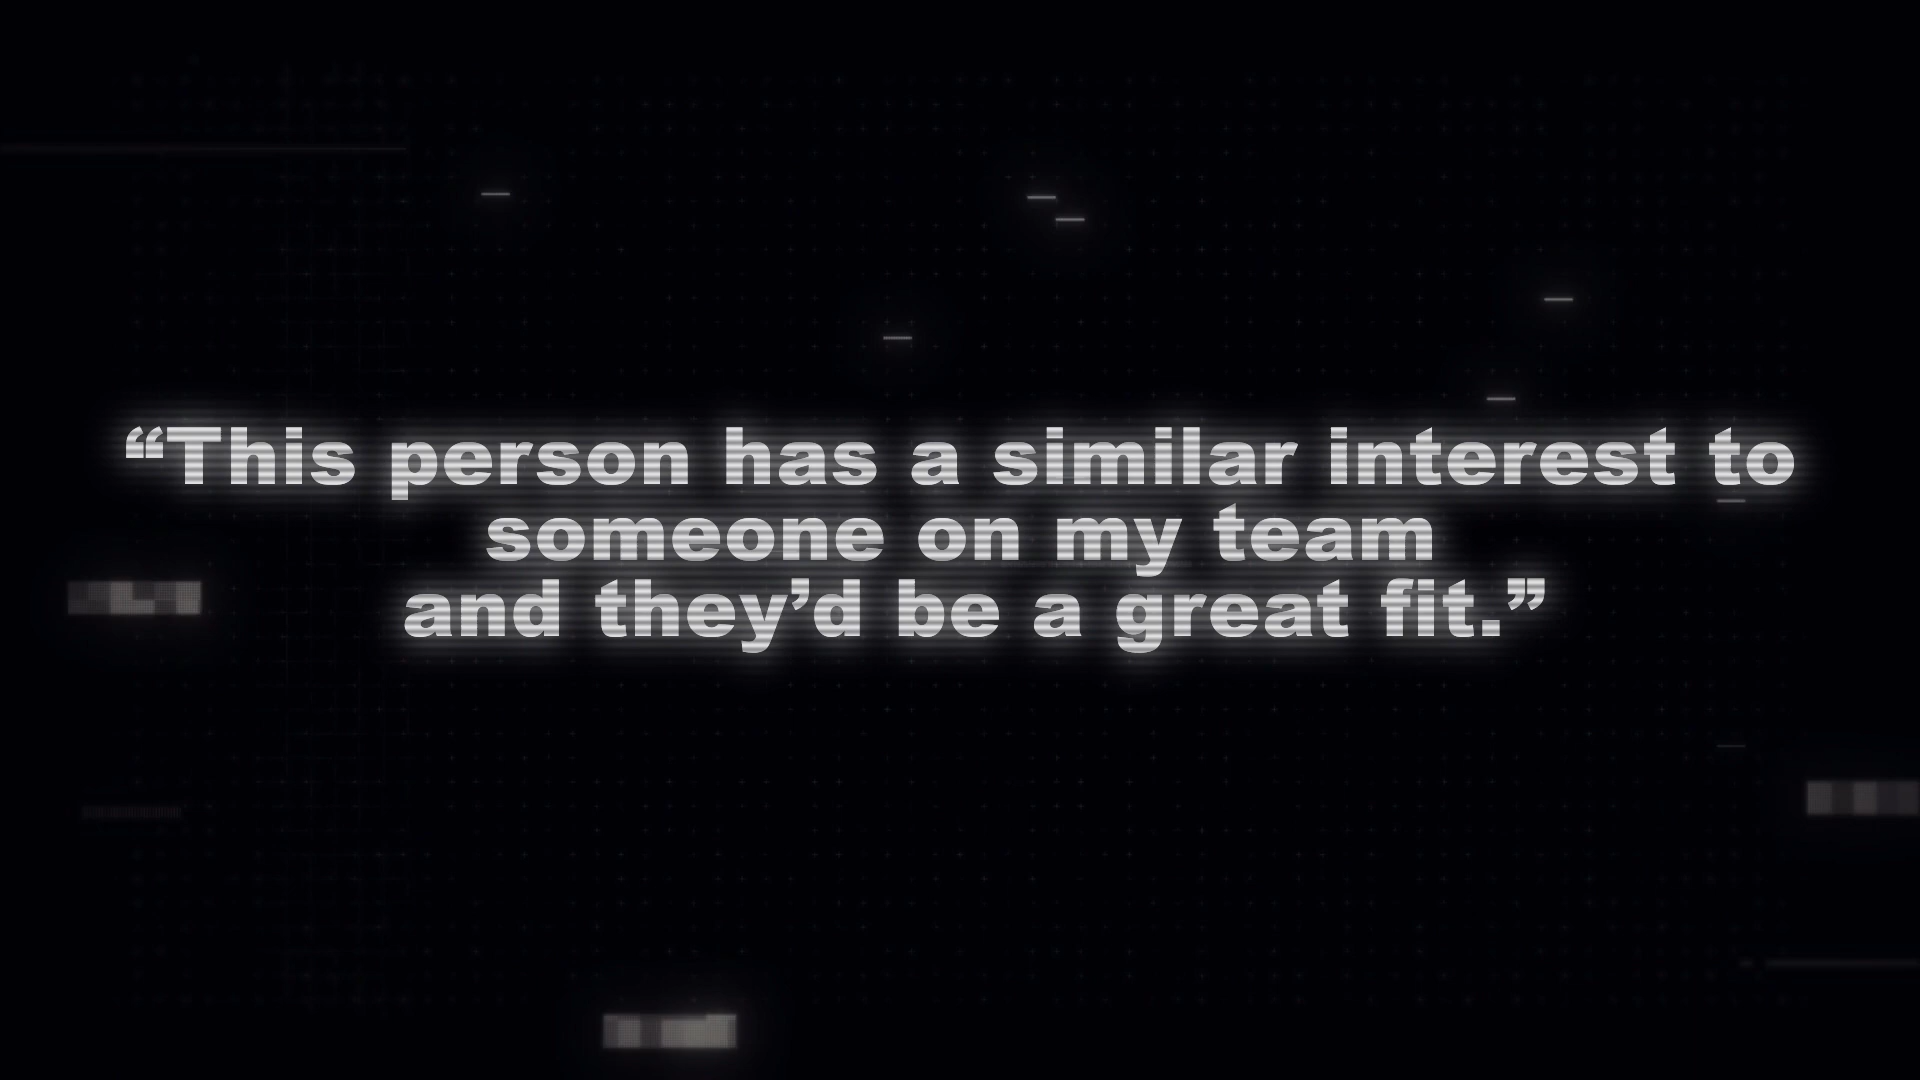 “This person has a similar interest to
someone on my team
and they’d be a great fit.”